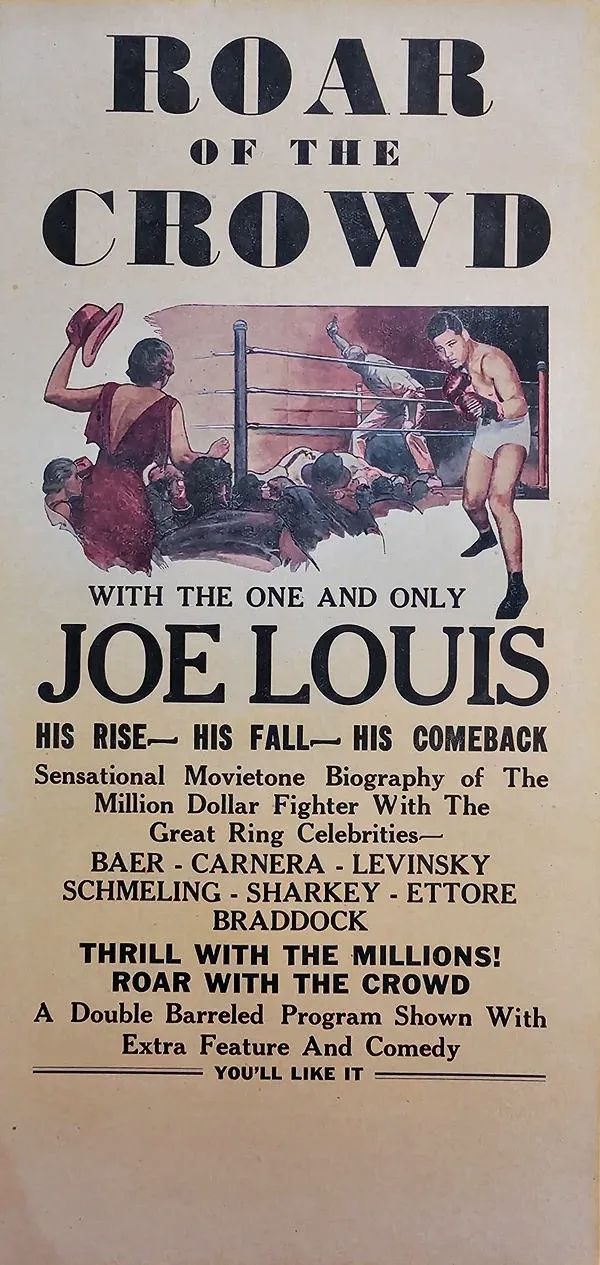 ROAR
OF THE
CROWD
WITH THE ONE AND ONLY
JOE LOUIS
HIS RISE— HIS FALL— HIS COMEBACK
Sensational Movietone Biography of The
Million Dollar Fighter With The
Great Ring Celebrities—
BAER - CARNERA - LEVINSKY
SCHMELING - SHARKEY - ETTORE
BRADDOCK
THRILL WITH THE MILLIONS!
ROAR WITH THE CROWD
A Double Barreled Program Shown With
Extra Feature And Comedy
YOU'LL LIKE IT